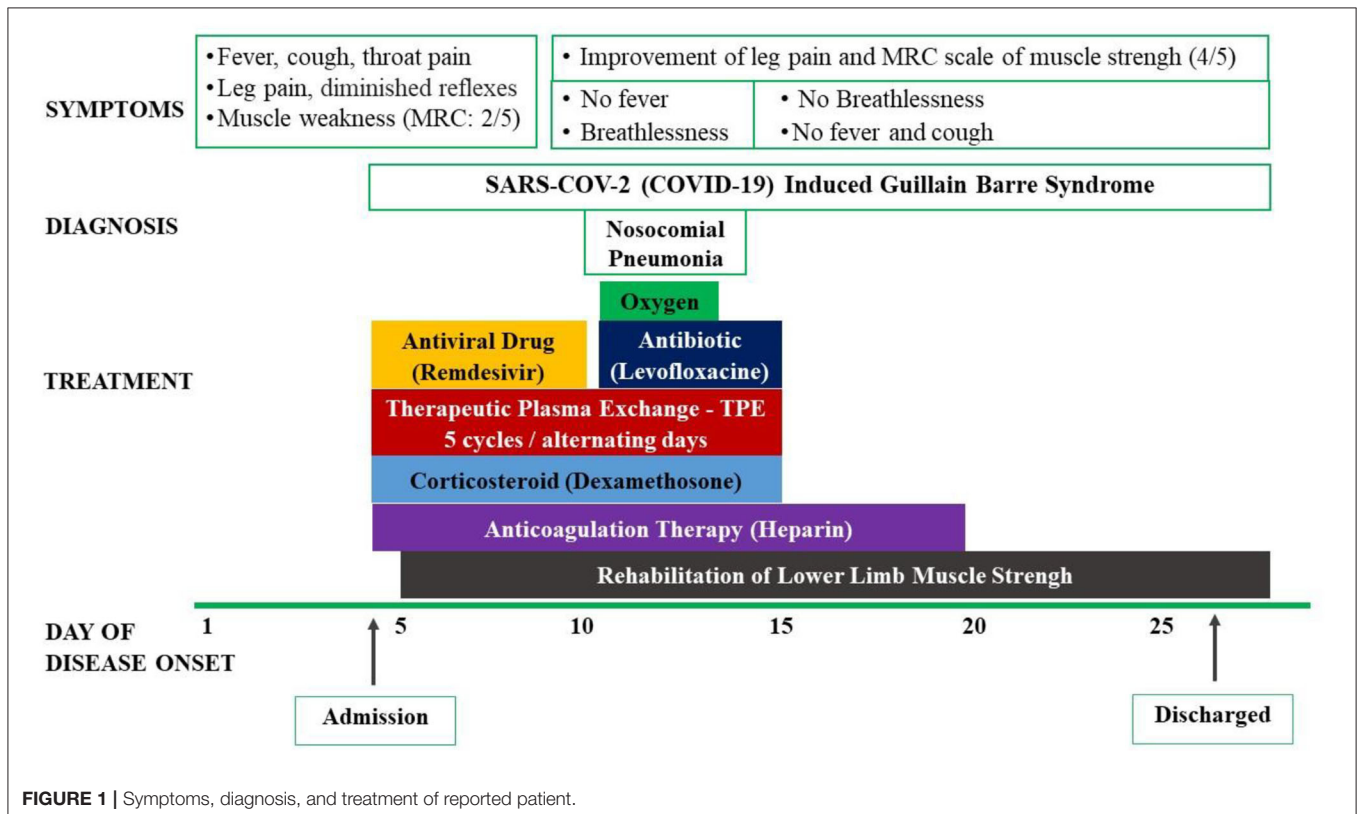 •Fever, cough, throat pain
•Leg pain, diminished reflexes
•Muscle weakness (MRC: 2/5)
• Improvement of leg pain and MRC scale of muscle strengh (4/5)
• No fever
• Breathlessness
• No Breathlessness
•No fever and cough
SYMPTOMS
SARS-COV-2 (COVID-19) Induced Guillain Barre Syndrome
DIAGNOSIS
Nosocomial
Pneumonia
Oxygen
Antiviral Drug
(Remdesivir)
Antibiotic
(Levofloxacine)
TREATMENT
Therapeutic Plasma Exchange - TPE
5 cycles / alternating days
Corticosteroid (Dexamethosone)
Anticoagulation Therapy (Heparin)
Rehabilitation of Lower Limb Muscle Strengh
DAY OF
DISEASE ONSET
1 5 10 15 20 25
Admission
Discharged
FIGURE 1 | Symptoms, diagnosis, and treatment of reported patient.